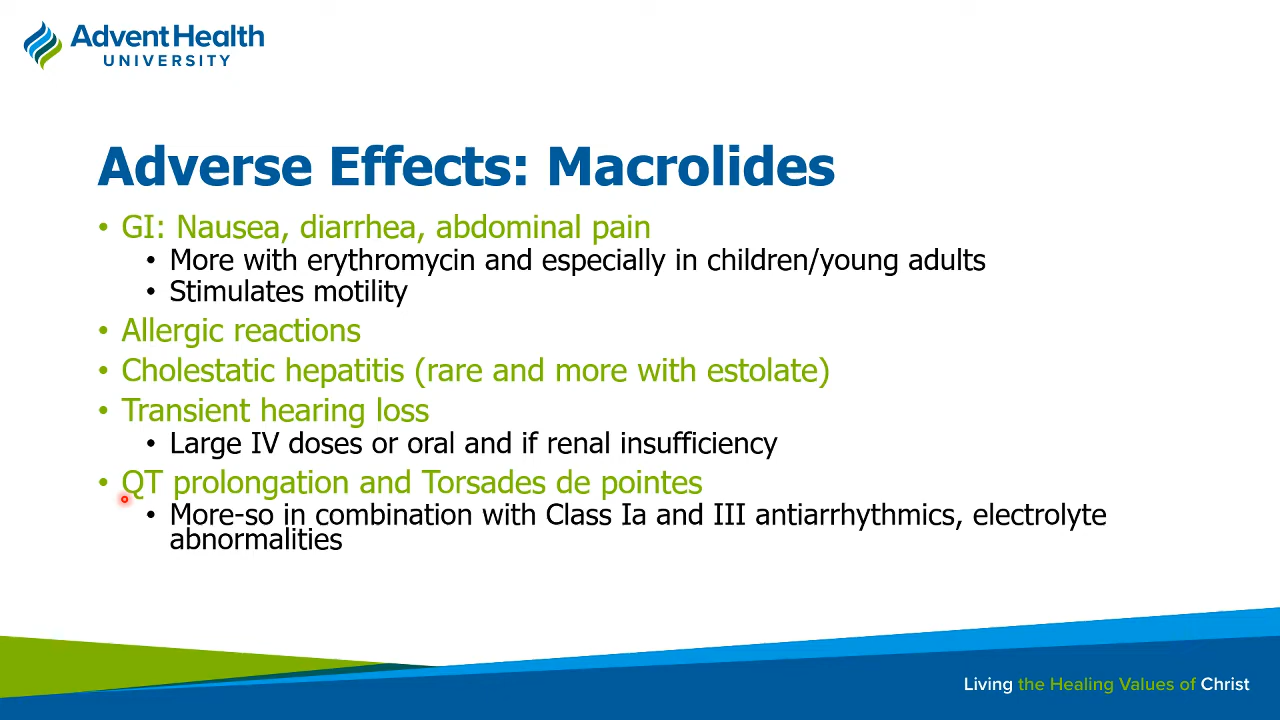 AdventHealth
UNIVERSITY
Adverse Effects: Macrolides
• GI: Nausea, diarrhea, abdominal pain
• More with erythromycin and especially in children/young adults
• Stimulates motility
• Allergic reactions
• Cholestatic hepatitis (rare and more with estolate)
• Transient hearing loss
• Large IV doses or oral and if renal insufficiency
• QT prolongation and Torsades de pointes
• More-so in combination with Class Ia and III antiarrhythmics, electrolyte
abnormalities
Living the Healing Values of Christ